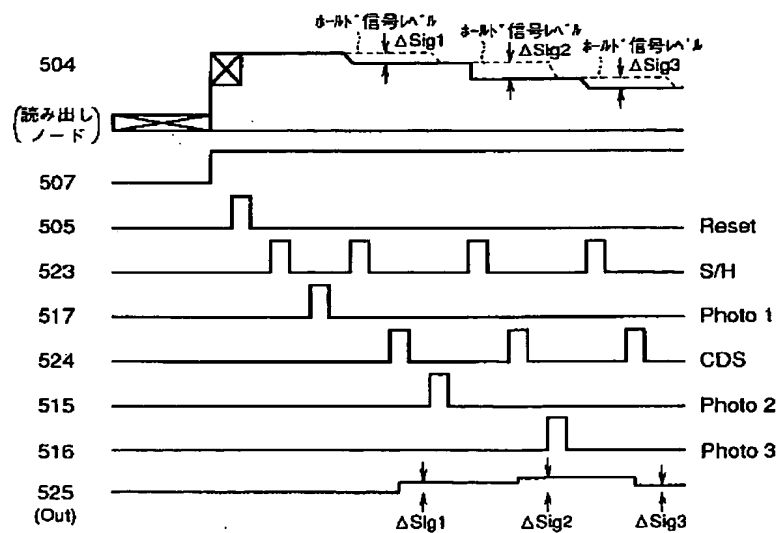 ホールド信号レベル
ΔSig1
ホールド信号レベル
ΔSig2
ホールド信号レベル
ΔSig3
504
(読み出し
ノード)
507
505 Reset
523 S/H
517 Photo 1
524 CDS
515 Photo 2
516 Photo 3
525
(Out)
ΔSig1 ΔSig2 ΔSig3